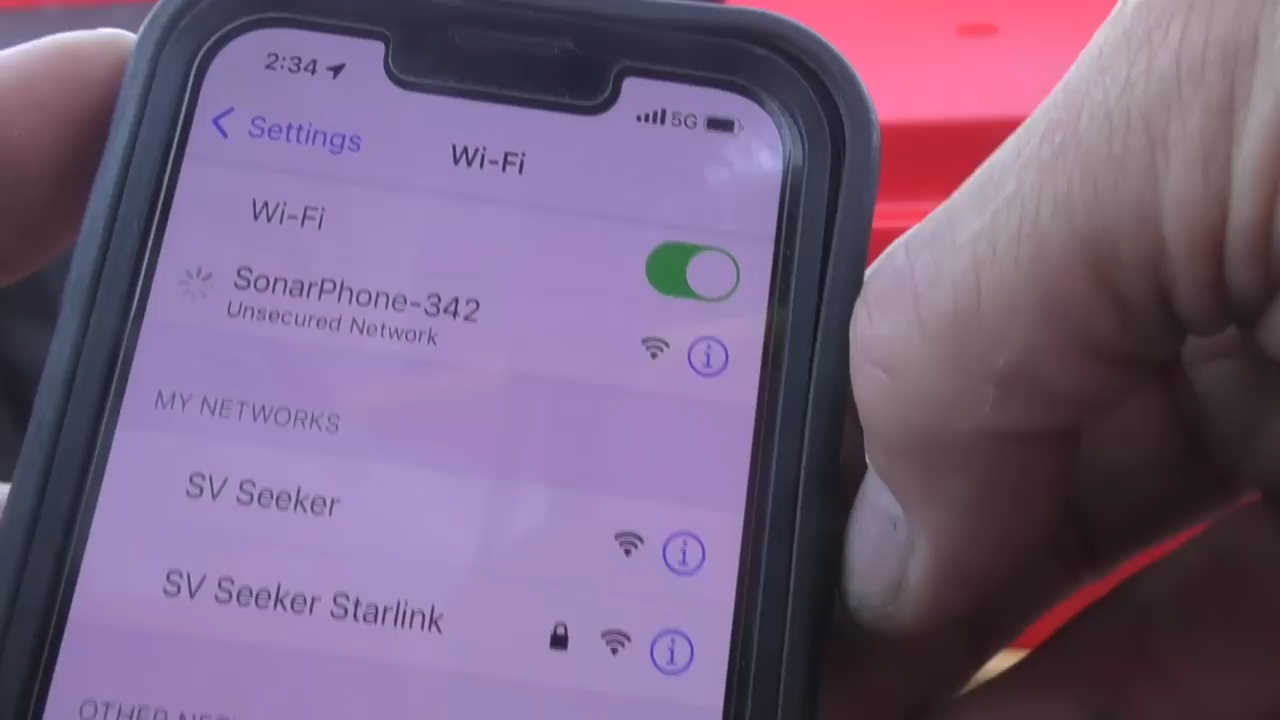 2:34
5G
Settings
Wi-Fi
Wi-Fi
SonarPhone-342
Unsecured Network
MY NETWORKS
SV Seeker
SV Seeker Starlink
OTHER